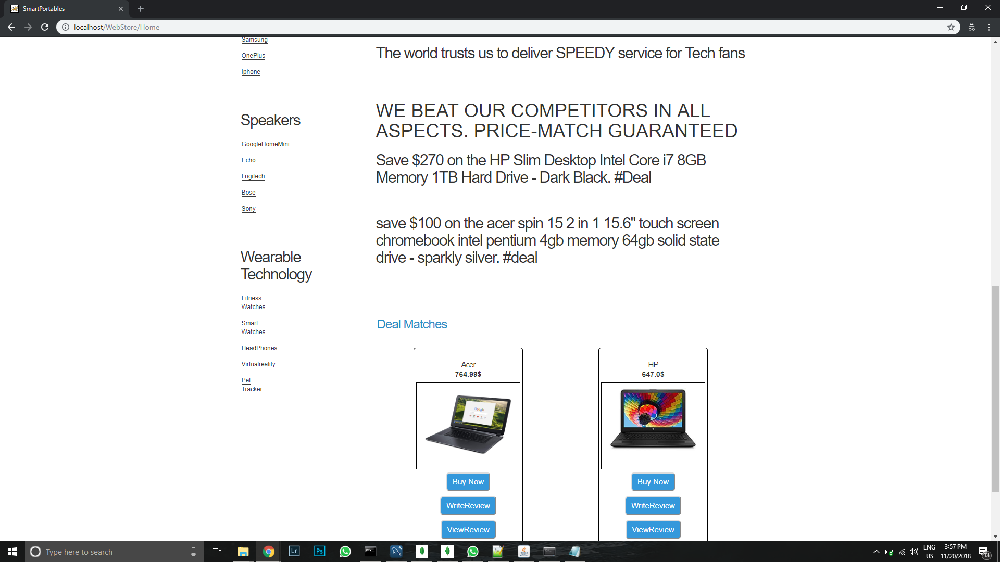 SmartPortables
localhost/WebStore/Home
Samsung
OnePlus
Iphone
Speakers
GoogleHomeMini
Echo
Logitech
Bose
Sony
Wearable
Technology
Fitness
Watches
Smart
Watches
HeadPhones
Virtualreality
Pet
Tracker
The world trusts us to deliver SPEEDY service for Tech fans
WE BEAT OUR COMPETITORS IN ALL
ASPECTS. PRICE-MATCH GUARANTEED
Save $270 on the HP Slim Desktop Intel Core i7 8GB
Memory 1TB Hard Drive - Dark Black. #Deal
save $100 on the acer spin 15 2 in 1 15.6" touch screen
chromebook intel pentium 4gb memory 64gb solid state
drive - sparkly silver. #deal
Deal Matches
Acer
764.99$
Google
Buy Now
WriteReview
ViewReview
HP
647.0$
Buy Now
WriteReview
ViewReview
Type here to search
Lr
Ps
ENG
US
3:57 PM
11/20/2018
13